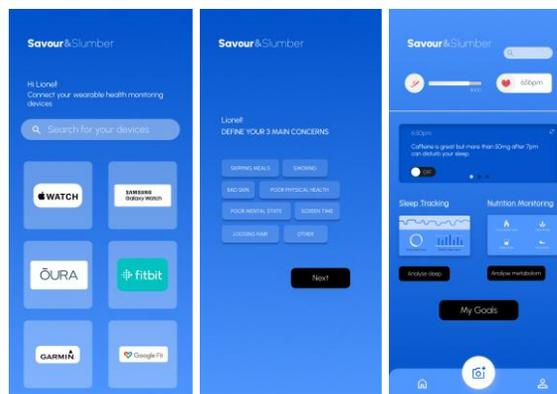 Savour&Slumber
Hi Lionel!
Connect your wearable health monitoring
devices
Search for your devices
WATCH
SAMSUNG
Galaxy Watch
ŌURA
fitbit
GARMIN
Google Fit
Savour&Slumber
Lionel!
DEFINE YOUR 3 MAIN CONCERNS
SKIPPING MEALS
SMOKING
BAD SKIN
POOR PHYSICAL HEALTH
POOR MENTAL STATE
SCREEN TIME
LOOSING HAIR
OTHER
Next
Savour&Slumber
65bpm
6:50pm
Caffeine is great but more than 50mg after 7pm
can disturb your sleep.
OFF
Sleep Tracking
Nutrition Monitoring
Analyse sleep
Analyse metabolism
My Goals